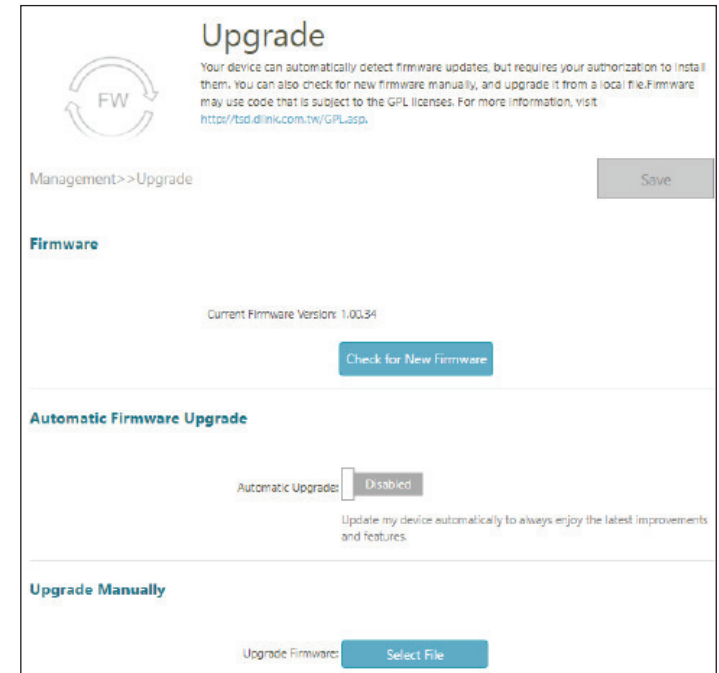 Upgrade
Your device can automatically detect firmware updates, but requires your authorization to install
them. You can also check for new firmware manually, and upgrade it from a local file.Firmware
may use code that is subject to the GPL licenses. For more information, visit
http://tsd.dlink.com.tw/GPL.asp.
FW
Management>>Upgrade
Save
Firmware
Current Firmware Version: 1.00.34
Check for New Firmware
Automatic Firmware Upgrade
Automatic Upgrade: Disabled
Update my device automatically to always enjoy the latest improvements
and features.
Upgrade Manually
Upgrade Firmware: Select File